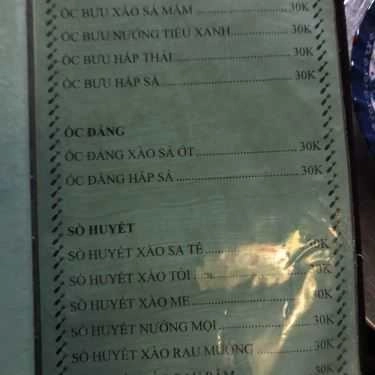 ỐC BƯU XÀO SẢ MẮM 30K
ỐC BƯU NƯỚNG TIÊU XANH 30K
ỐC BƯU HẤP THÁI 30K
ỐC BƯU HẤP SẢ 30K
ỐC ĐẮNG
ỐC ĐẮNG XÀO SẢ ỚT 30K
ỐC ĐẮNG HẤP SẢ 30K
SÒ HUYẾT
SÒ HUYẾT XÀO SA TẾ 30K
SÒ HUYẾT XÀO TỎI 30K
SÒ HUYẾT XÀO ME 30K
SÒ HUYẾT NƯỚNG MỌI 30K
SÒ HUYẾT XÀO RAU MUỐNG 30K